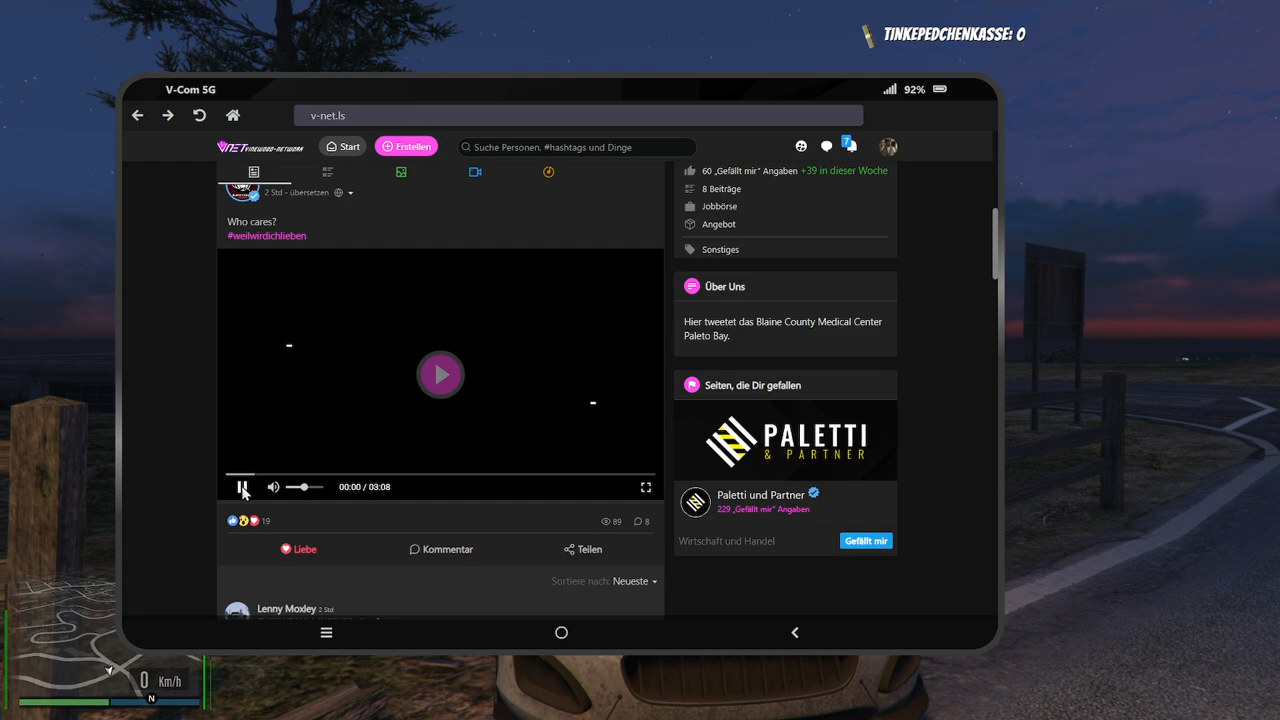 TINKEPEDCHENKASSE: 0
V-Com 5G
92%
v-net.ls
VNET VINEWOOD-NETWORK
Start
Erstellen
Suche Personen, #hashtags und Dinge
7
2 Std - übersetzen
Who cares?
#weilwirdichlieben
00:00 / 03:08
19
89
8
Liebe
Kommentar
Teilen
Sortiere nach: Neueste
Lenny Moxley 2 Std
60 „Gefällt mir“ Angaben +39 in dieser Woche
8 Beiträge
Jobbörse
Angebot
Sonstiges
Über Uns
Hier tweetet das Blaine County Medical Center
Paleto Bay.
Seiten, die Dir gefallen
PALETTI
& PARTNER
Paletti und Partner
229 „Gefällt mir“ Angaben
Wirtschaft und Handel
Gefällt mir
0 Km/h
N